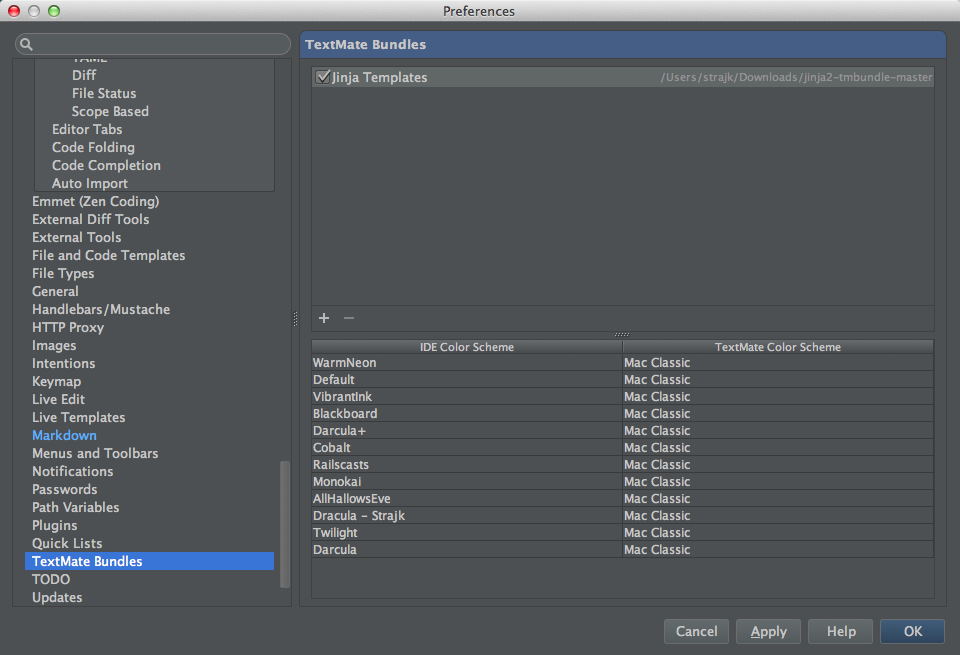 Preferences
TextMate Bundles
YAML
Diff
File Status
Scope Based
Editor Tabs
Code Folding
Code Completion
Auto Import
Emmet (Zen Coding)
External Diff Tools
External Tools
File and Code Templates
File Types
General
Handlebars/Mustache
HTTP Proxy
Images
Intentions
Keymap
Live Edit
Live Templates
Markdown
Menus and Toolbars
Notifications
Passwords
Path Variables
Plugins
Quick Lists
TextMate Bundles
TODO
Updates
Jinja Templates /Users/strajk/Downloads/jinja2-tmbundle-master
IDE Color Scheme TextMate Color Scheme
WarmNeon Mac Classic
Default Mac Classic
VibrantInk Mac Classic
Blackboard Mac Classic
Darcula+ Mac Classic
Cobalt Mac Classic
Railscasts Mac Classic
Monokai Mac Classic
AllHallowsEve Mac Classic
Dracula - Strajk Mac Classic
Twilight Mac Classic
Darcula Mac Classic
Cancel Apply Help OK